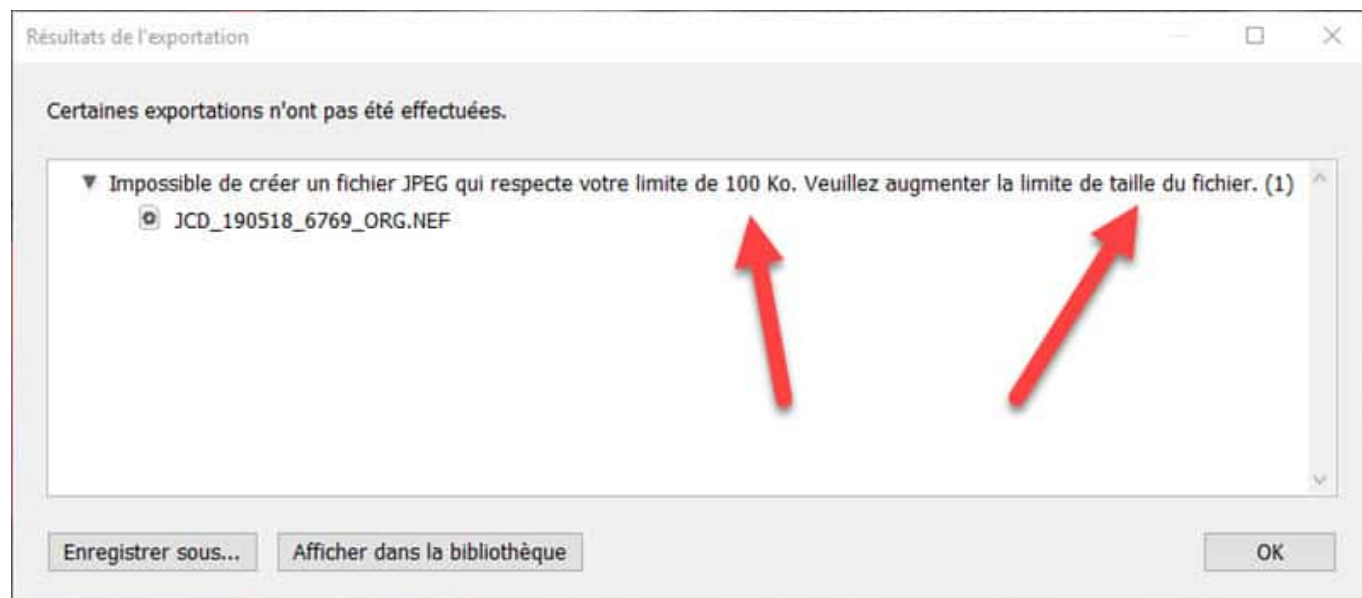 Résultats de l'exportation
Certaines exportations n'ont pas été effectuées.
Impossible de créer un fichier JPEG qui respecte votre limite de 100 Ko. Veuillez augmenter la limite de taille du fichier. (1)
JCD_190518_6769_ORG.NEF
Enregistrer sous... Afficher dans la bibliothèque OK